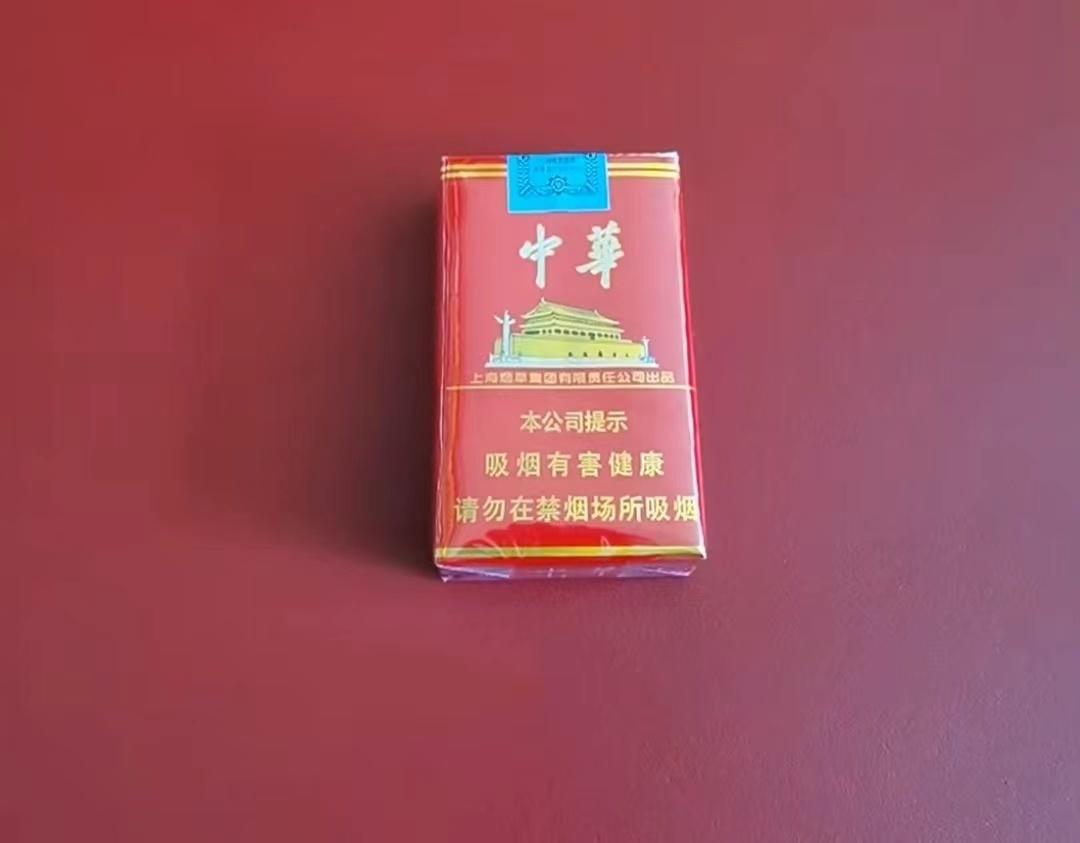 中華
上海烟草集团有限责任公司出品
本公司提示
吸烟有害健康
请勿在禁烟场所吸烟